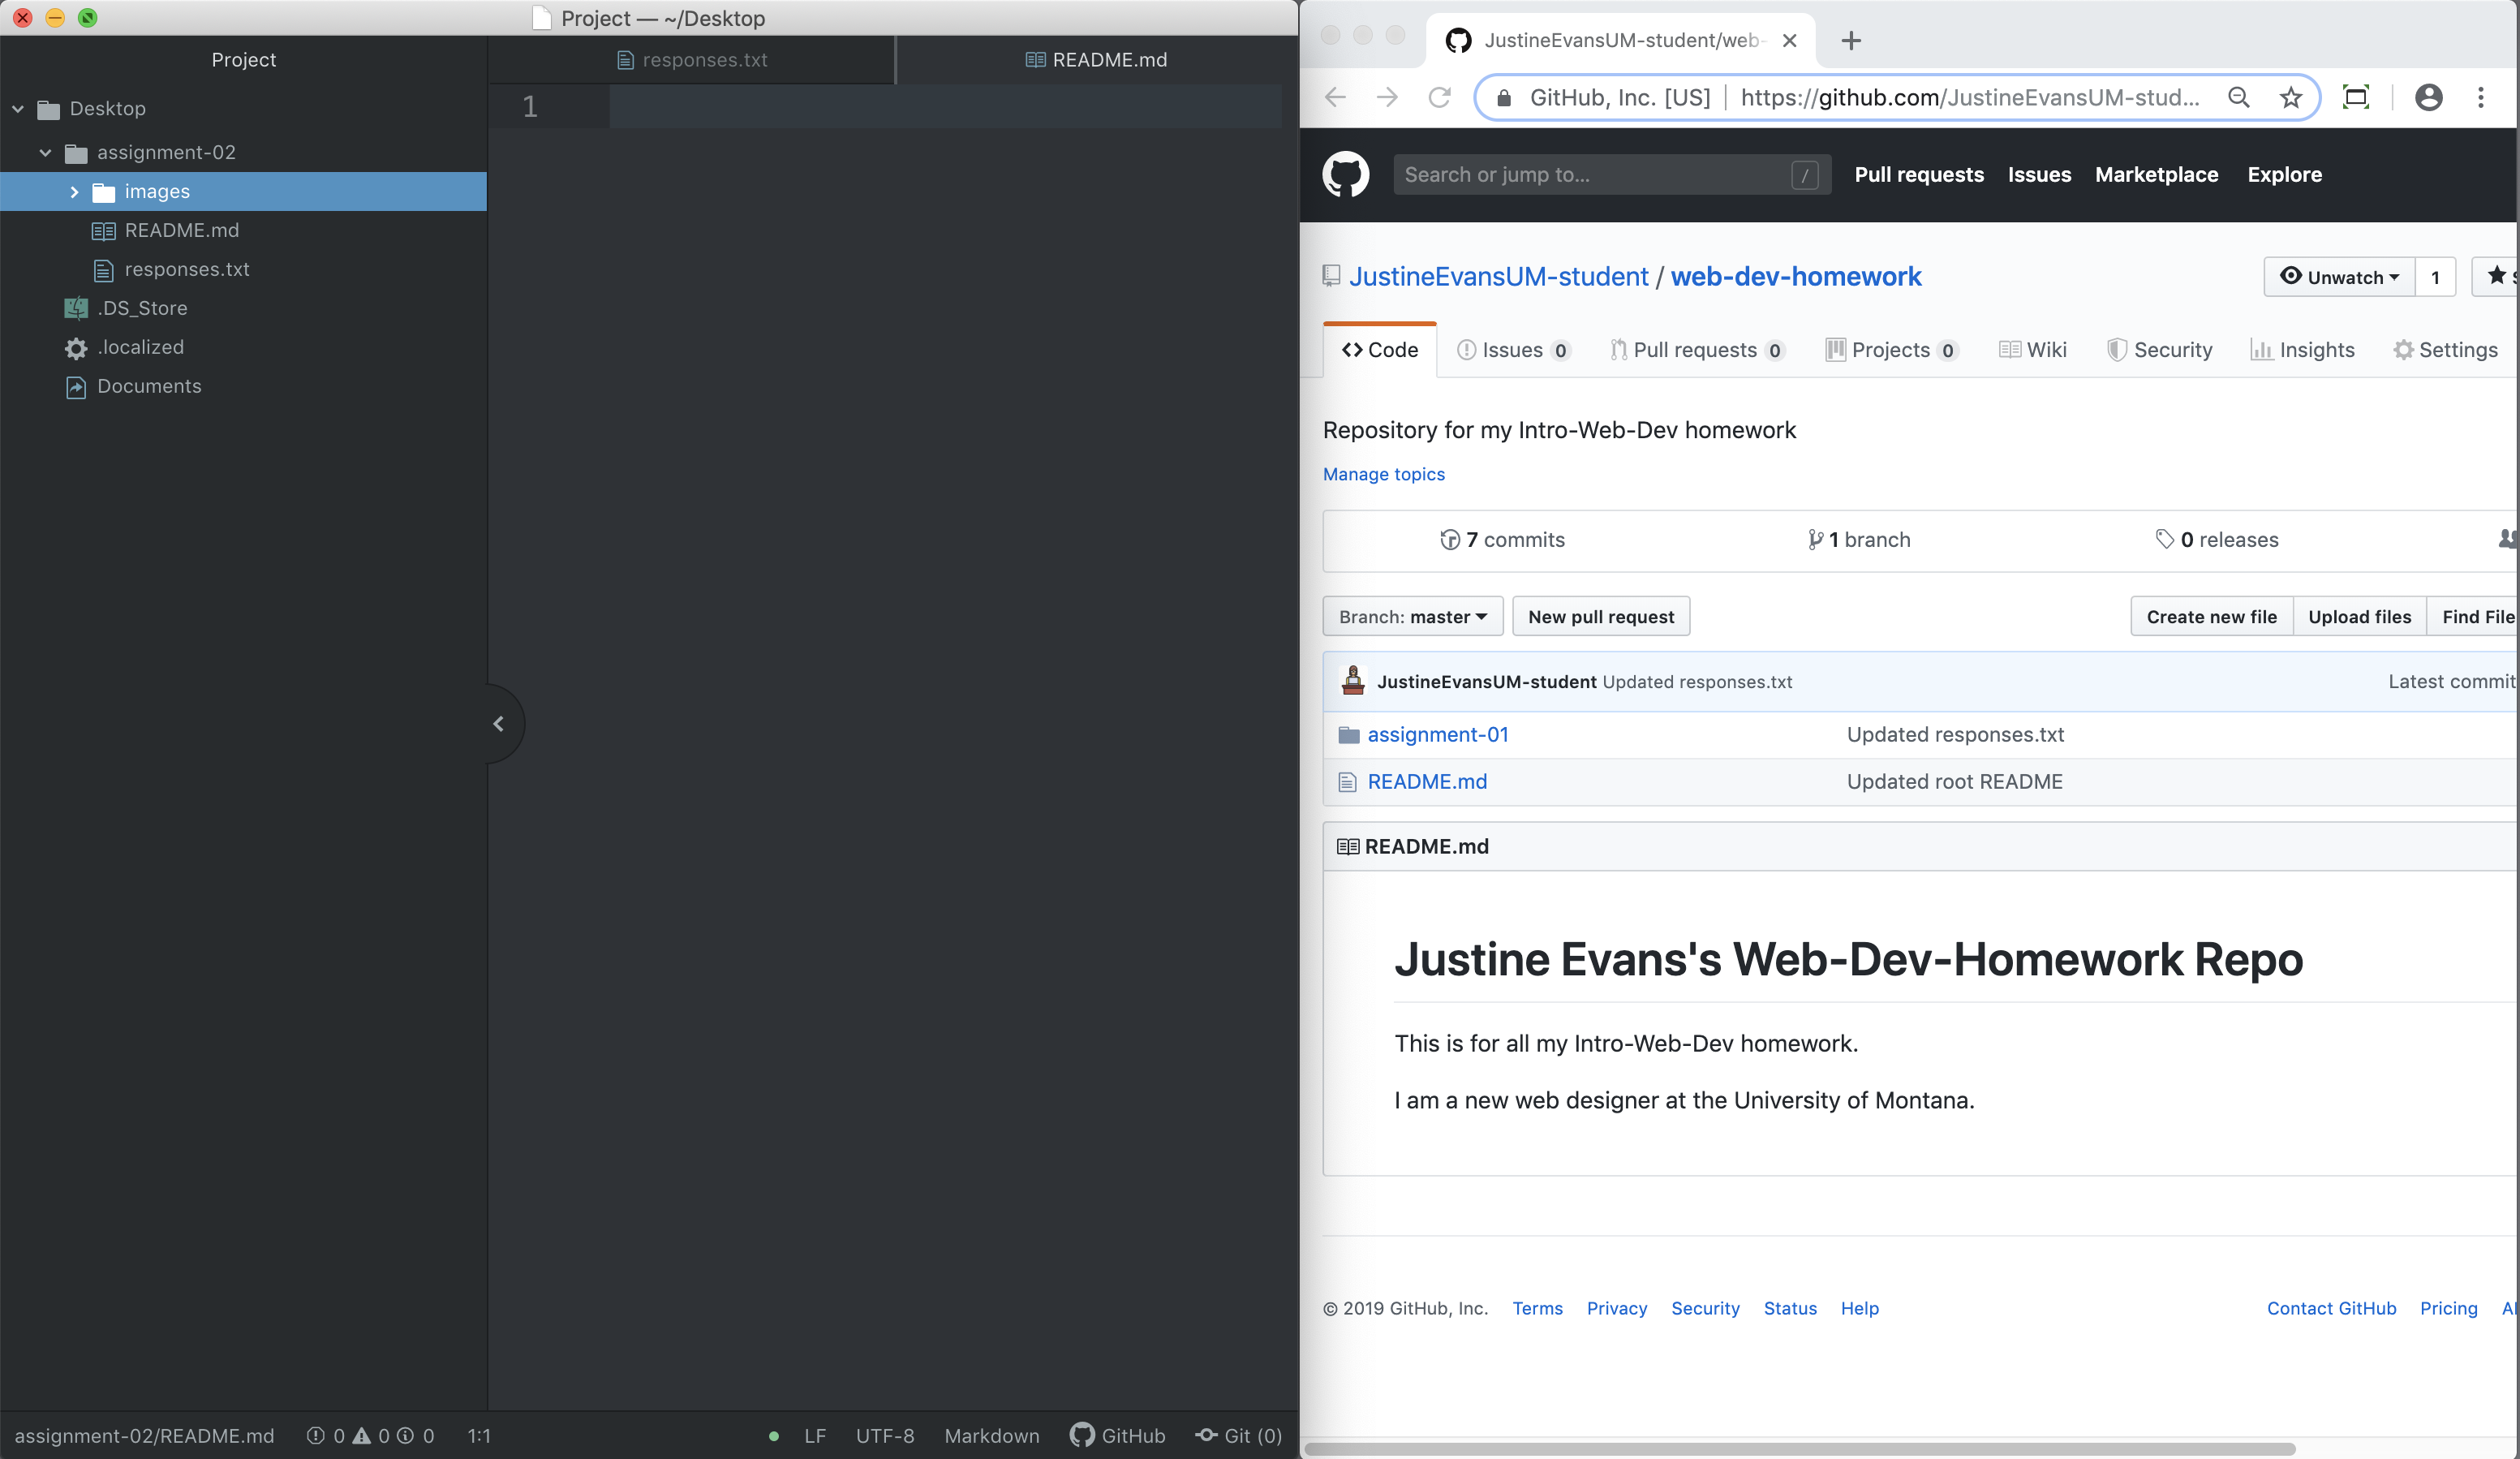 Project — ~/Desktop
Project
responses.txt
README.md
Desktop
assignment-02
images
README.md
responses.txt
.DS_Store
.localized
Documents
1
assignment-02/README.md 0 0 0 1:1 LF UTF-8 Markdown GitHub Git (0)
JustineEvansUM-student/web-
GitHub, Inc. [US] | https://github.com/JustineEvansUM-stud...
Search or jump to... / Pull requests Issues Marketplace Explore
JustineEvansUM-student / web-dev-homework
Unwatch 1
Code Issues 0 Pull requests 0 Projects 0 Wiki Security Insights Settings
Repository for my Intro-Web-Dev homework
Manage topics
7 commits 1 branch 0 releases
Branch: master New pull request Create new file Upload files Find File
JustineEvansUM-student Updated responses.txt Latest commit
assignment-01 Updated responses.txt
README.md Updated root README
README.md
Justine Evans's Web-Dev-Homework Repo
This is for all my Intro-Web-Dev homework.
I am a new web designer at the University of Montana.
© 2019 GitHub, Inc. Terms Privacy Security Status Help Contact GitHub Pricing